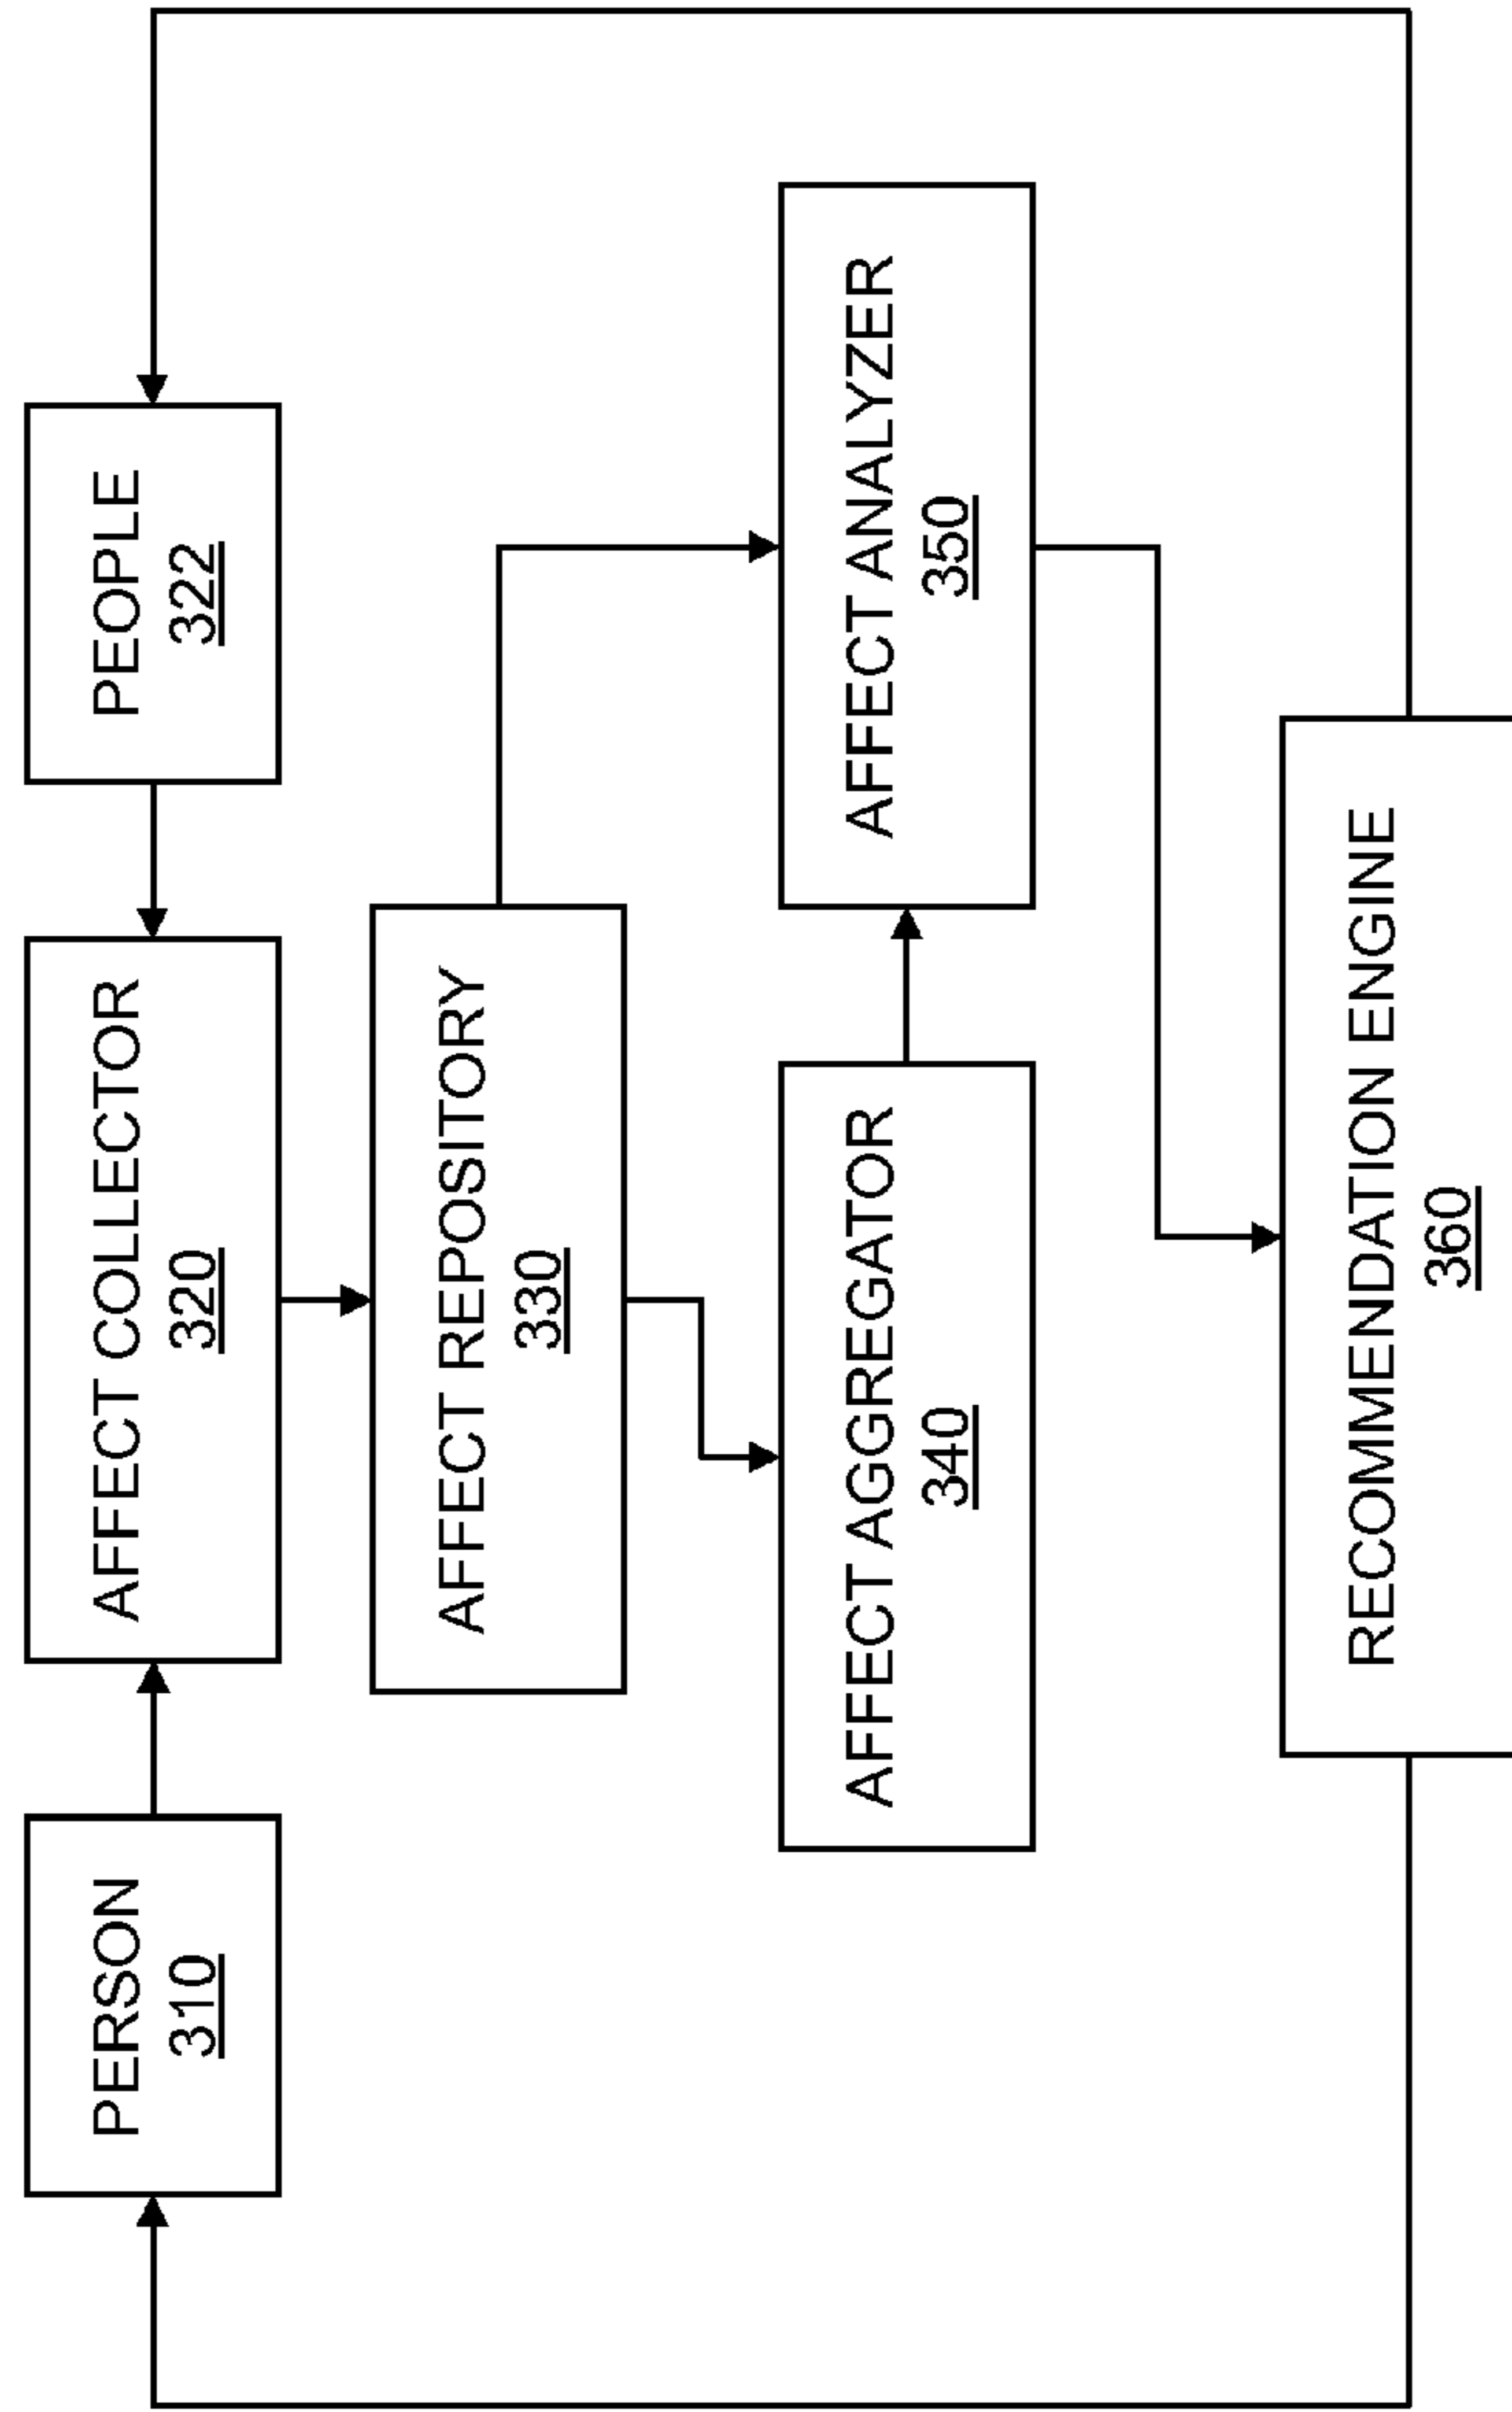 PERSON
310
AFFECT COLLECTOR
320
PEOPLE
322
AFFECT REPOSITORY
330
AFFECT AGGREGATOR
340
AFFECT ANALYZER
350
RECOMMENDATION ENGINE
360